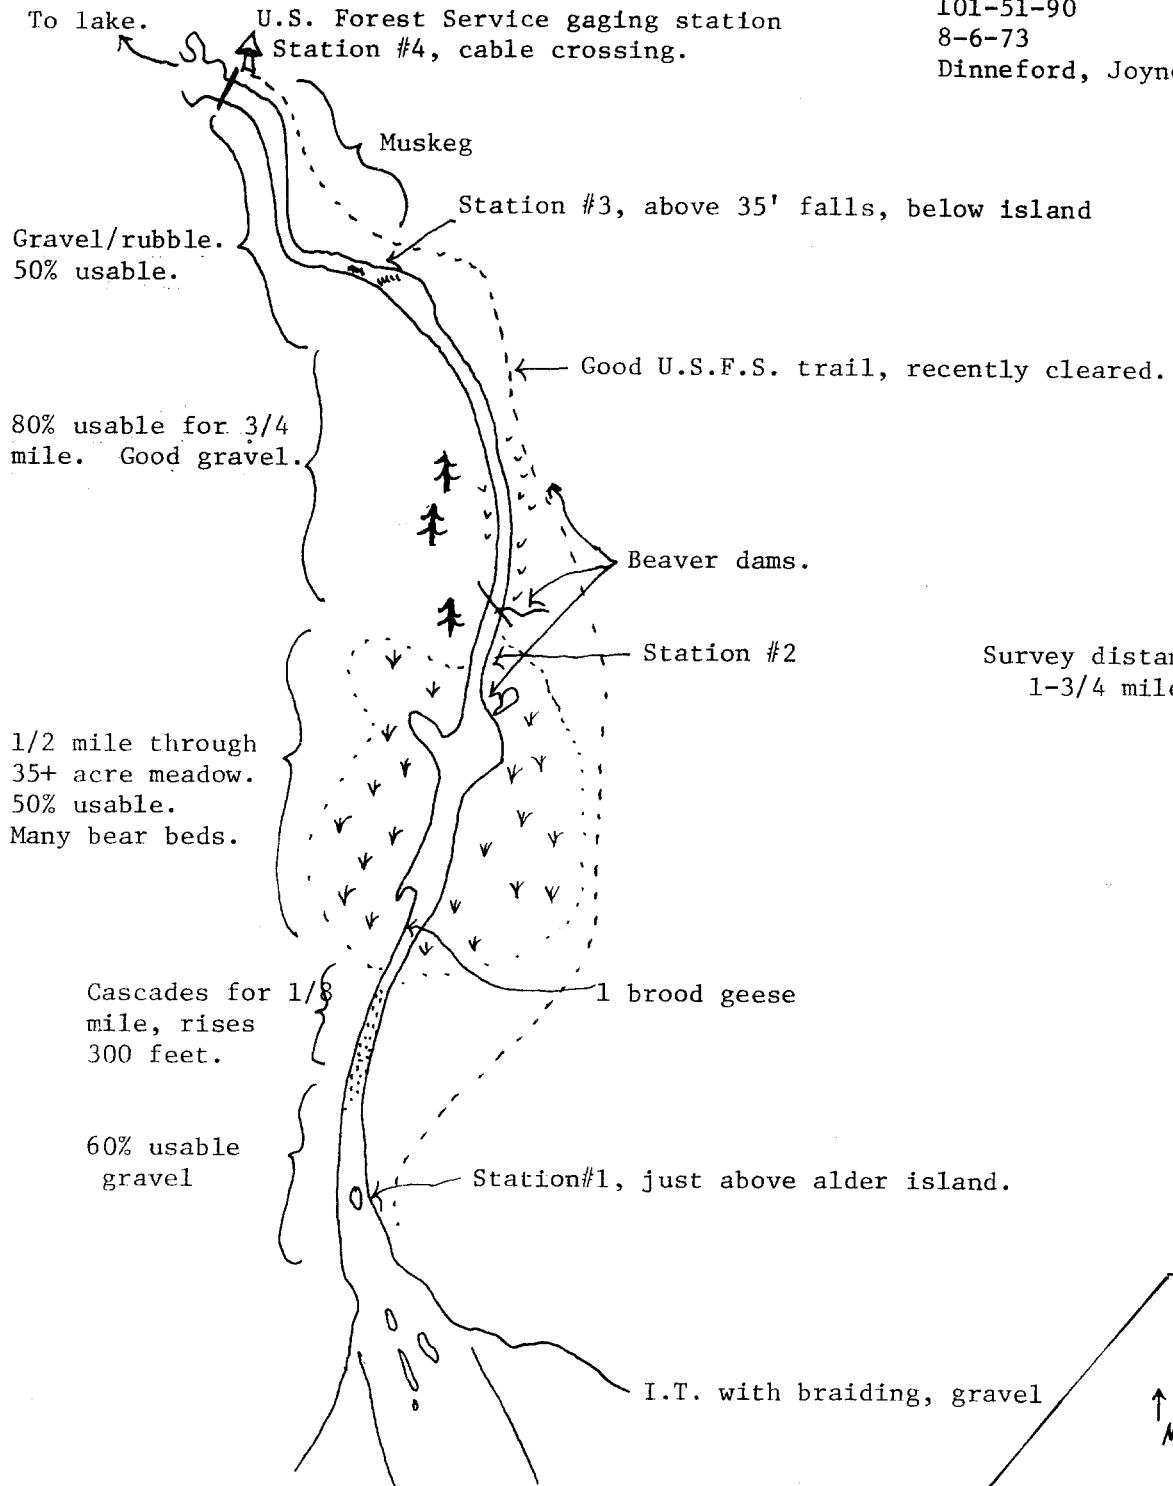 To lake.
U.S. Forest Service gaging station
Station #4, cable crossing.
101-51-90
8-6-73
Dinneford,
Muskeg
Station #3, above 35' falls, below island
Gravel/rubble.
50% usable.
Good U.S.F.S. trail, recently cleared.
80% usable for 3/4
mile. Good gravel.
Beaver dams.
Station #2
Survey
1-3/4
1/2 mile through
35+ acre meadow.
50% usable.
Many bear beds.
Cascades for 1/8
mile, rises
300 feet.
1 brood geese
60% usable
gravel
Station#1, just above alder island.
I.T. with braiding, gravel